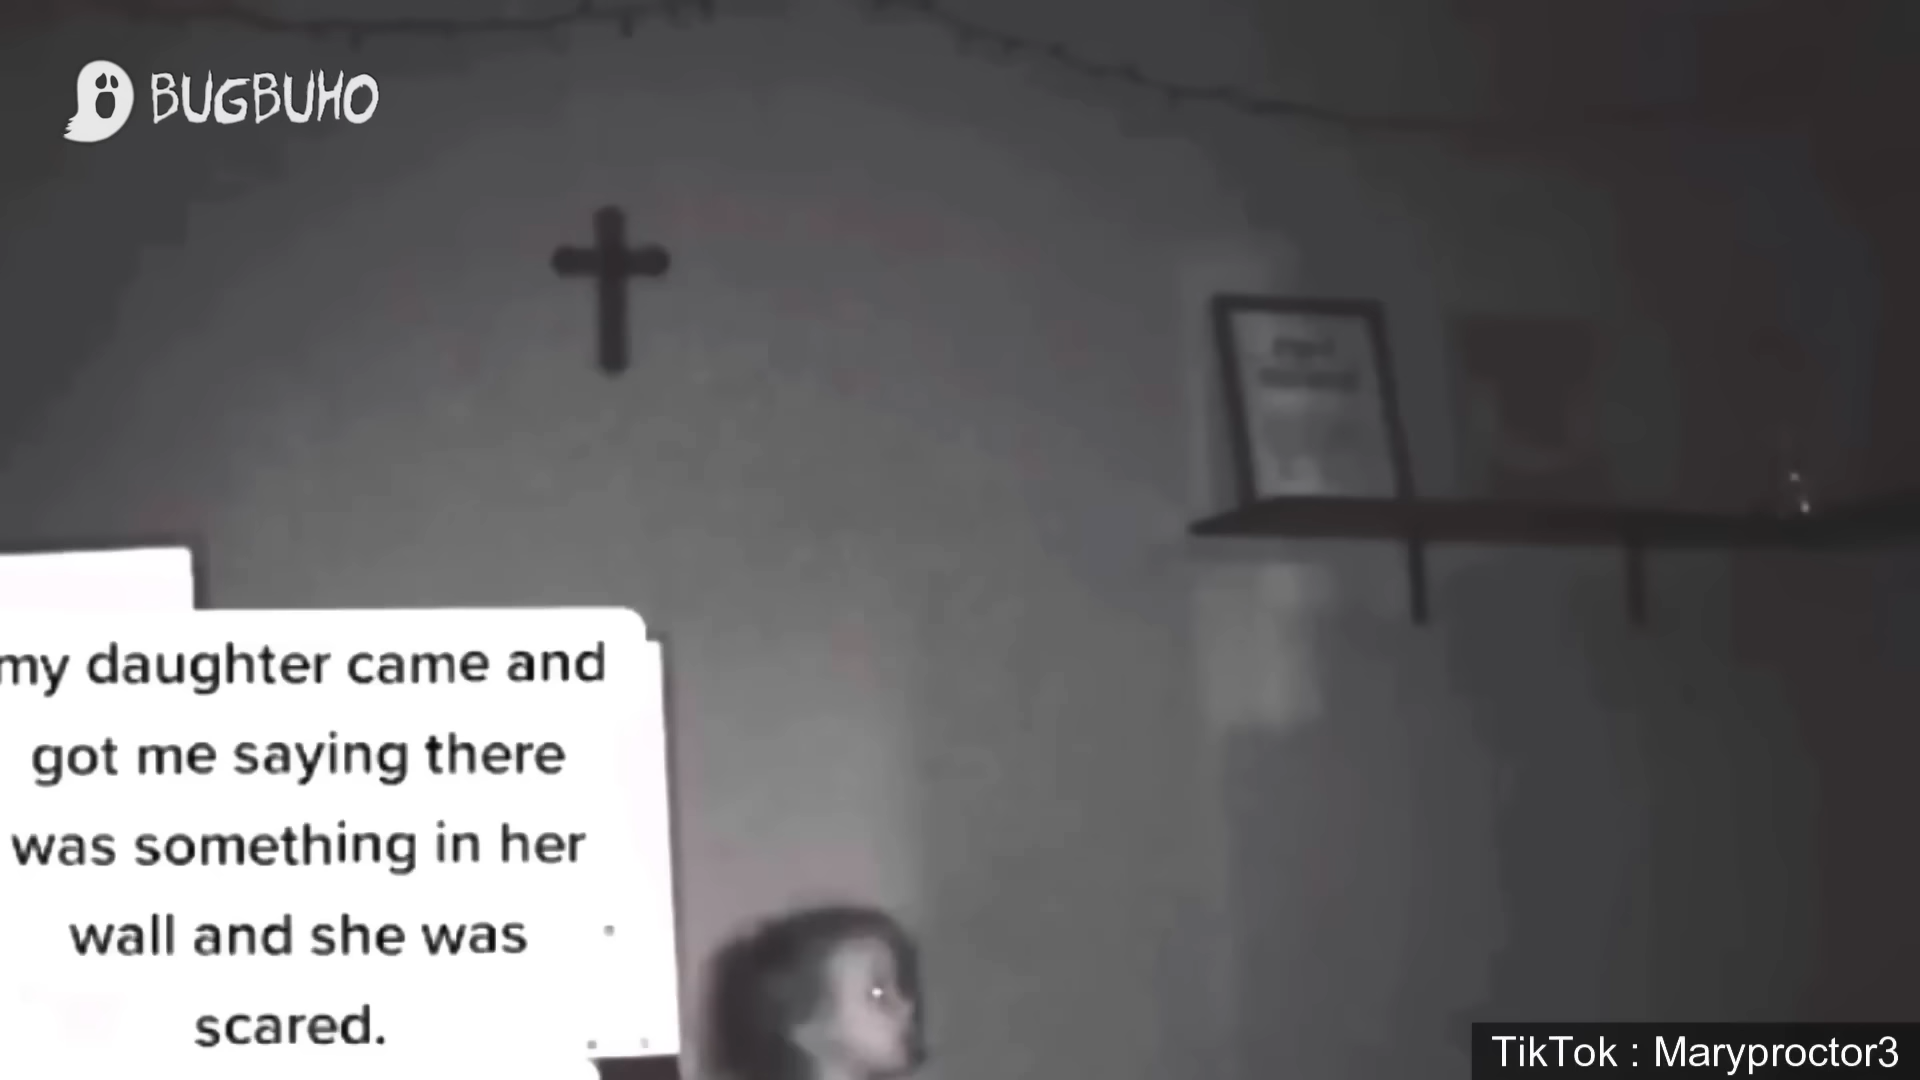 BUGBUHO
my daughter came and
got me saying there
was something in her
wall and she was
scared.
TikTok : Maryproctor3